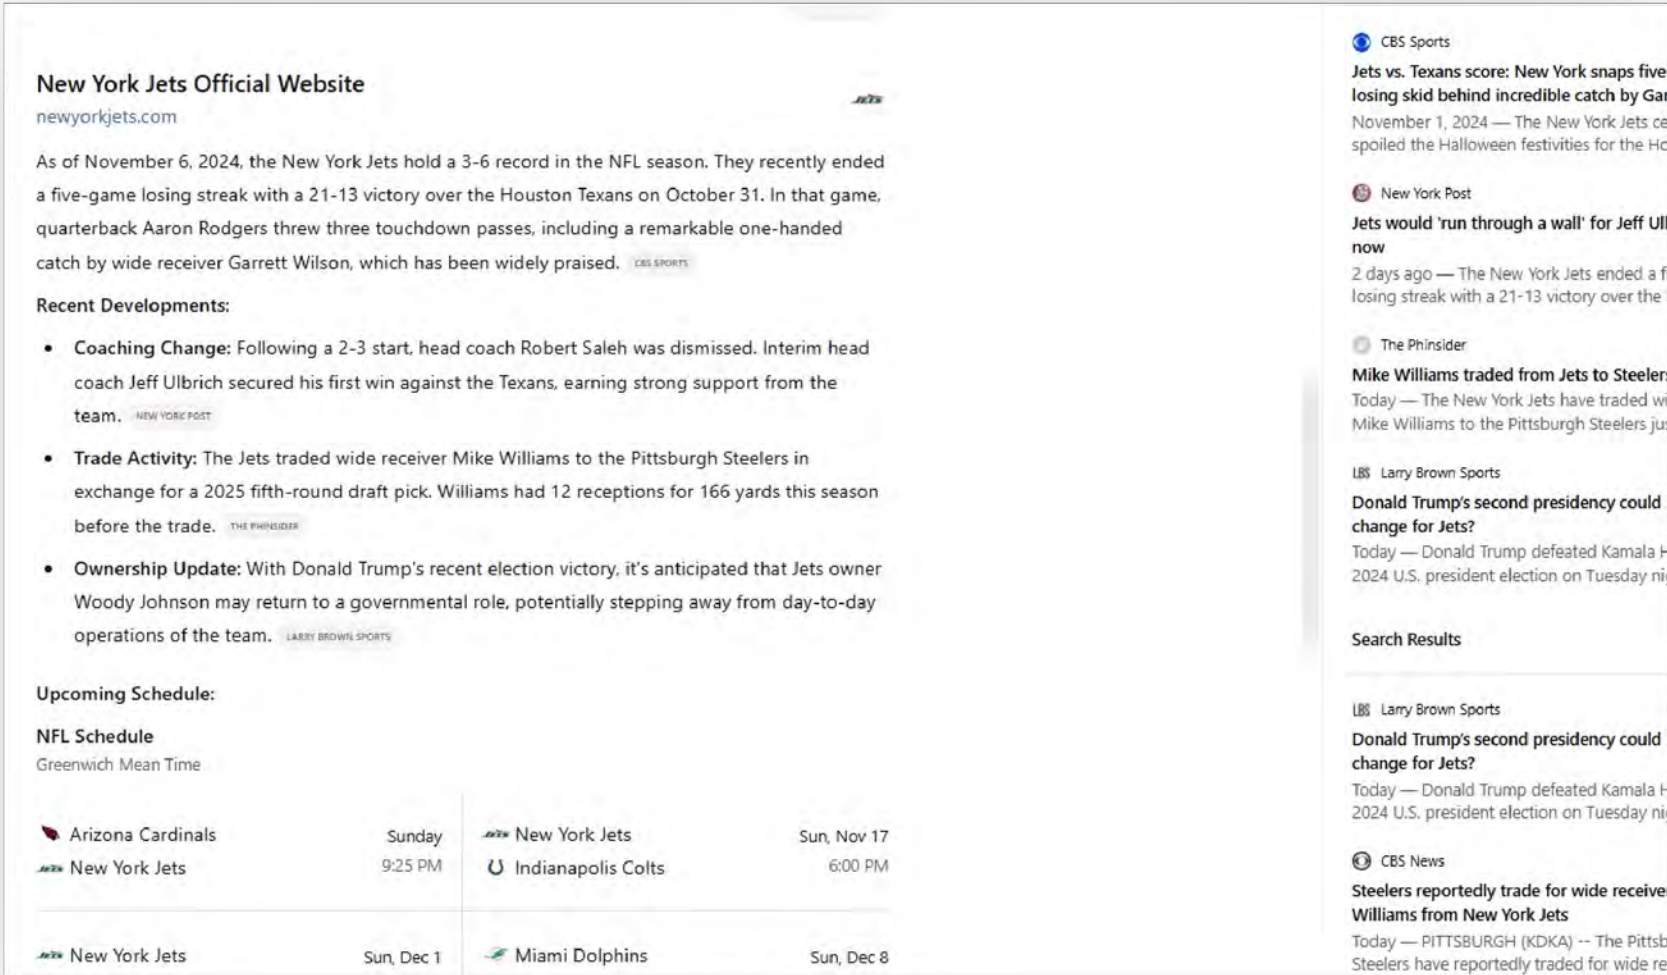 New York Jets Official Website
newyorkjets.com
JETS
As of November 6, 2024, the New York Jets hold a 3-6 record in the NFL season. They recently ended
a five-game losing streak with a 21-13 victory over the Houston Texans on October 31. In that game,
quarterback Aaron Rodgers threw three touchdown passes, including a remarkable one-handed
catch by wide receiver Garrett Wilson, which has been widely praised. CBS SPORTS
Recent Developments:
• Coaching Change: Following a 2-3 start, head coach Robert Saleh was dismissed. Interim head
coach Jeff Ulbrich secured his first win against the Texans, earning strong support from the
team. NEW YORK POST
• Trade Activity: The Jets traded wide receiver Mike Williams to the Pittsburgh Steelers in
exchange for a 2025 fifth-round draft pick. Williams had 12 receptions for 166 yards this season
before the trade. THE PHINSIDER
• Ownership Update: With Donald Trump's recent election victory, it's anticipated that Jets owner
Woody Johnson may return to a governmental role, potentially stepping away from day-to-day
operations of the team. LARRY BROWN SPORTS
Upcoming Schedule:
NFL Schedule
Greenwich Mean Time
Arizona Cardinals Sunday
New York Jets 9:25 PM
New York Jets Sun, Nov 17
Indianapolis Colts 6:00 PM
New York Jets Sun, Dec 1
Miami Dolphins Sun, Dec 8
CBS Sports
Jets vs. Texans score: New York snaps five
losing skid behind incredible catch by Gar
November 1, 2024 — The New York Jets ce
spoiled the Halloween festivities for the Ho
New York Post
Jets would 'run through a wall' for Jeff Ul
now
2 days ago — The New York Jets ended a f
losing streak with a 21-13 victory over the
The Phinsider
Mike Williams traded from Jets to Steelers
Today — The New York Jets have traded wi
Mike Williams to the Pittsburgh Steelers jus
LBS Larry Brown Sports
Donald Trump's second presidency could
change for Jets?
Today — Donald Trump defeated Kamala H
2024 U.S. president election on Tuesday ni
Search Results
LBS Larry Brown Sports
Donald Trump's second presidency could
change for Jets?
Today — Donald Trump defeated Kamala H
2024 U.S. president election on Tuesday ni
CBS News
Steelers reportedly trade for wide receiver
Williams from New York Jets
Today — PITTSBURGH (KDKA) -- The Pittsb
Steelers have reportedly traded for wide re